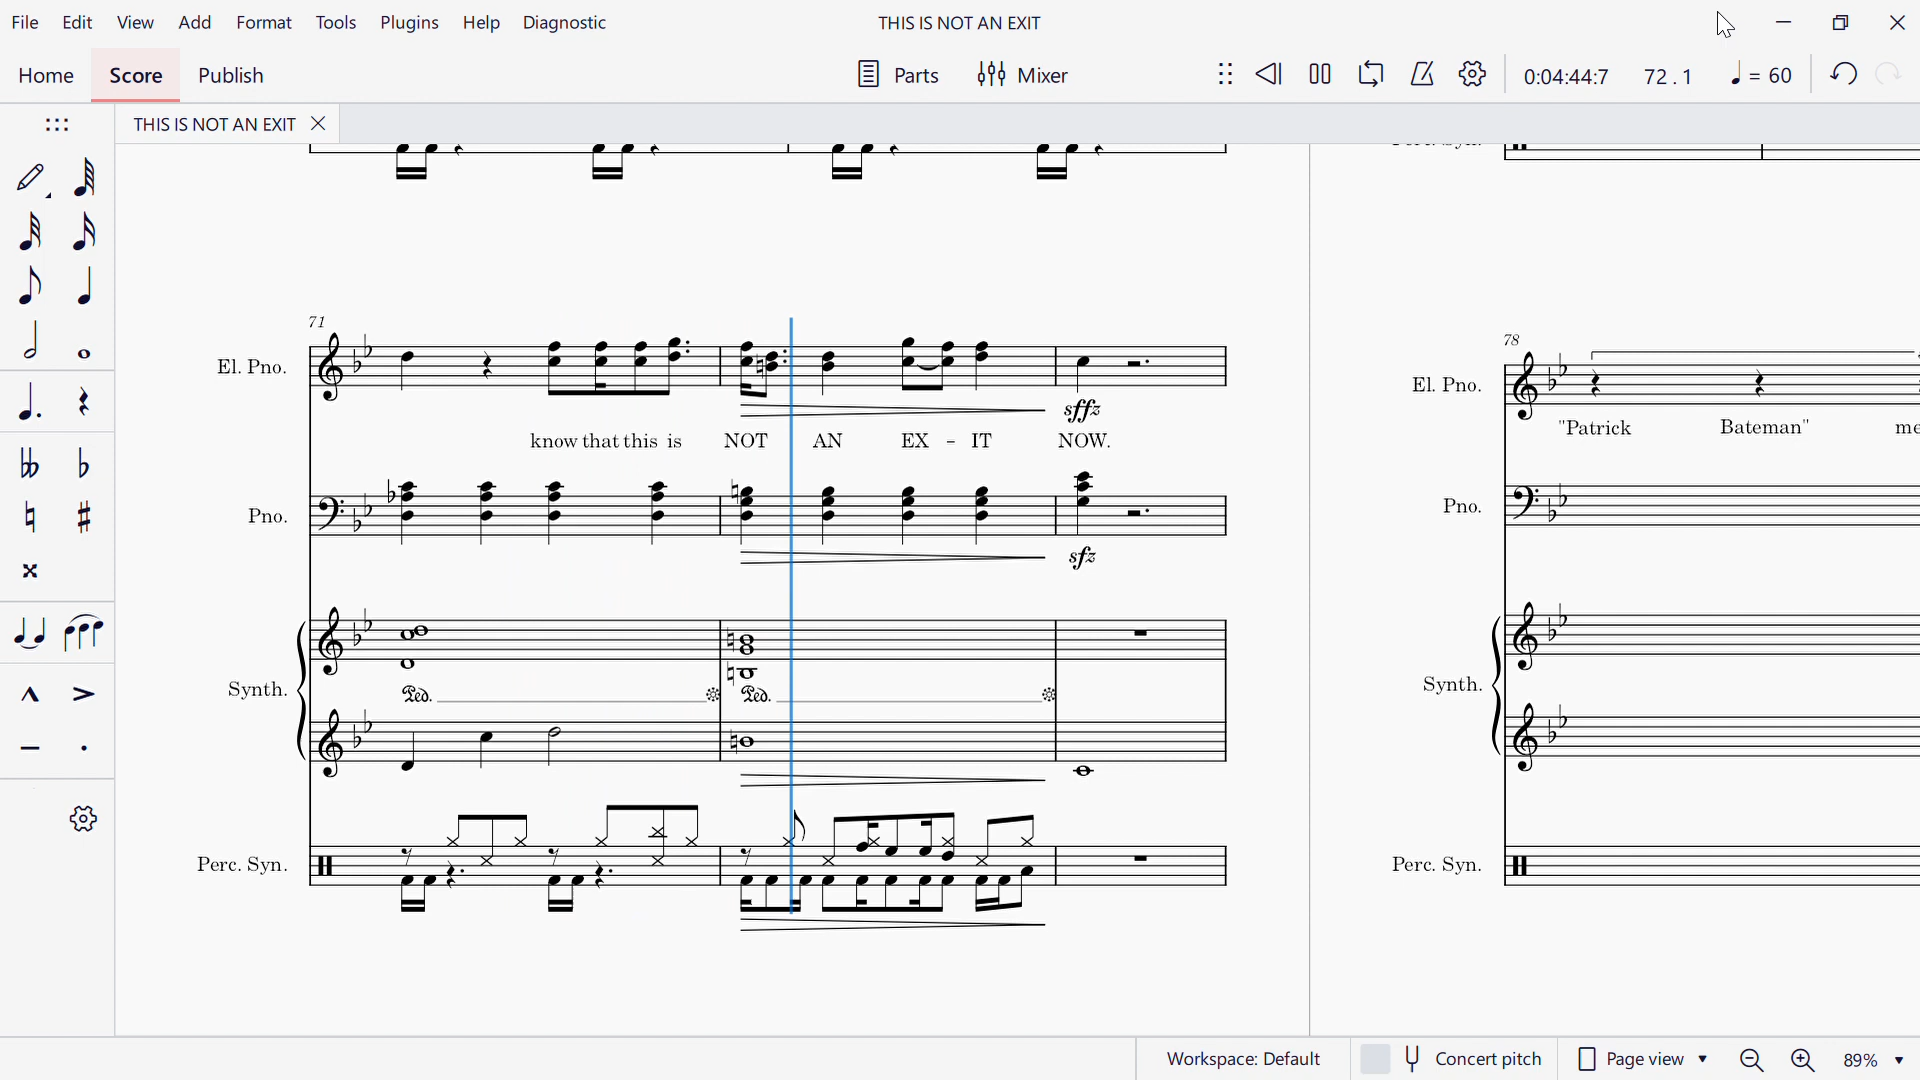 File Edit View Add Format Tools Plugins Help Diagnostic THIS IS NOT AN EXIT
Home Score Publish Parts Mixer 0:04:44:7 72 . 1 = 60
THIS IS NOT AN EXIT
71
El. Pno.
sffz
know that this is NOT AN EX - IT NOW.
Pno.
sfz
Synth.
Ped. Ped.
Perc. Syn.
78
El. Pno.
"Patrick Bateman" me
Pno.
Synth.
Perc. Syn.
Workspace: Default Concert pitch Page view 89%